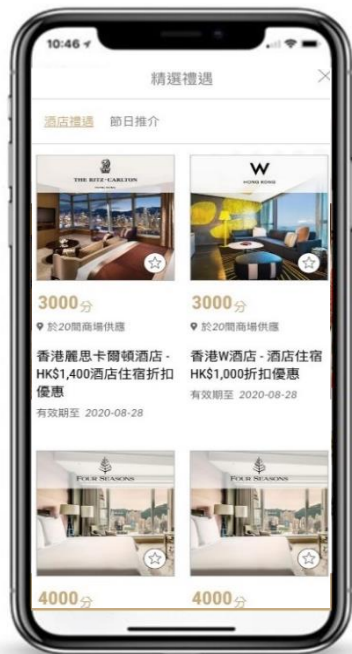 10:46
精選禮遇
酒店禮遇 節日推介
THE RITZ-CARLTON
HONG KONG
W
HONG KONG
3000分
於20間商場供應
香港麗思卡爾頓酒店 -
HK$1,400酒店住宿折扣
優惠
有效期至 2020-08-28
3000分
於20間商場供應
香港W酒店 - 酒店住宿
HK$1,000折扣優惠
有效期至 2020-08-28
FOUR SEASONS
FOUR SEASONS
4000分
4000分